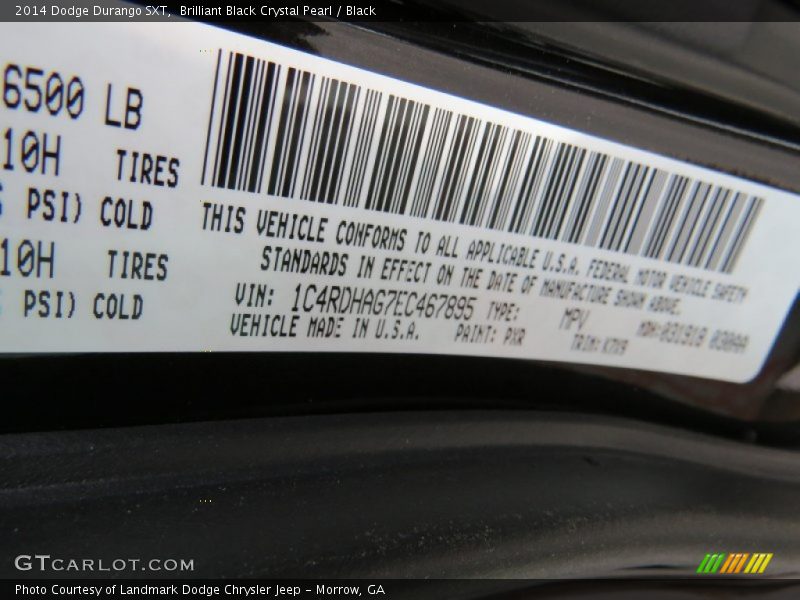 2014 Dodge Durango SXT, Brilliant Black Crystal Pearl / Black
6500 LB
10H TIRES
PSI) COLD
10H TIRES
PSI) COLD
THIS VEHICLE CONFORMS TO ALL APPLICABLE U.S.A. FEDERAL MOTOR VEHICLE SAFETY
STANDARDS IN EFFECT ON THE DATE OF MANUFACTURE SHOWN ABOVE.
VIN: 1C4RDHAG7EC467895 TYPE: MPV
VEHICLE MADE IN U.S.A. PAINT: PXR TRIM:
GTCARLOT.COM
Photo Courtesy of Landmark Dodge Chrysler Jeep – Morrow, GA